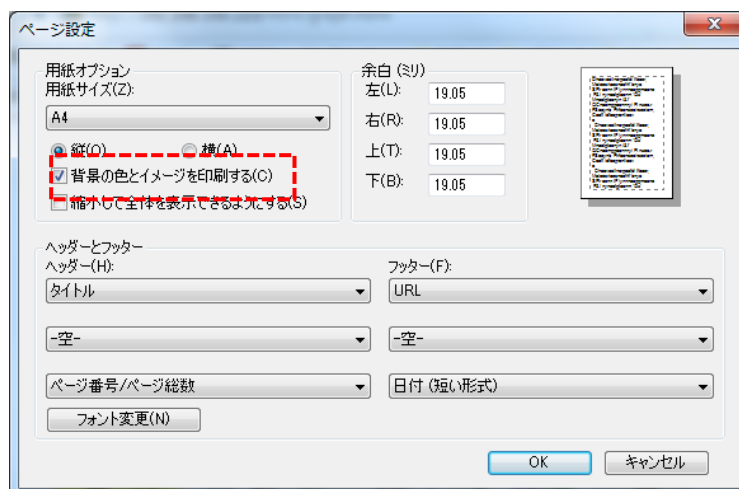 ページ設定
用紙オプション
用紙サイズ(Z):
A4
縦(O) 横(A)
背景の色とイメージを印刷する(C)
縮小して全体を表示できるようにする(S)
余白 (ミリ)
左(L): 19.05
右(R): 19.05
上(T): 19.05
下(B): 19.05
ヘッダーとフッター
ヘッダー(H): フッター(F):
タイトル URL
-空- -空-
ページ番号/ページ総数 日付 (短い形式)
フォント変更(N)
OK キャンセル